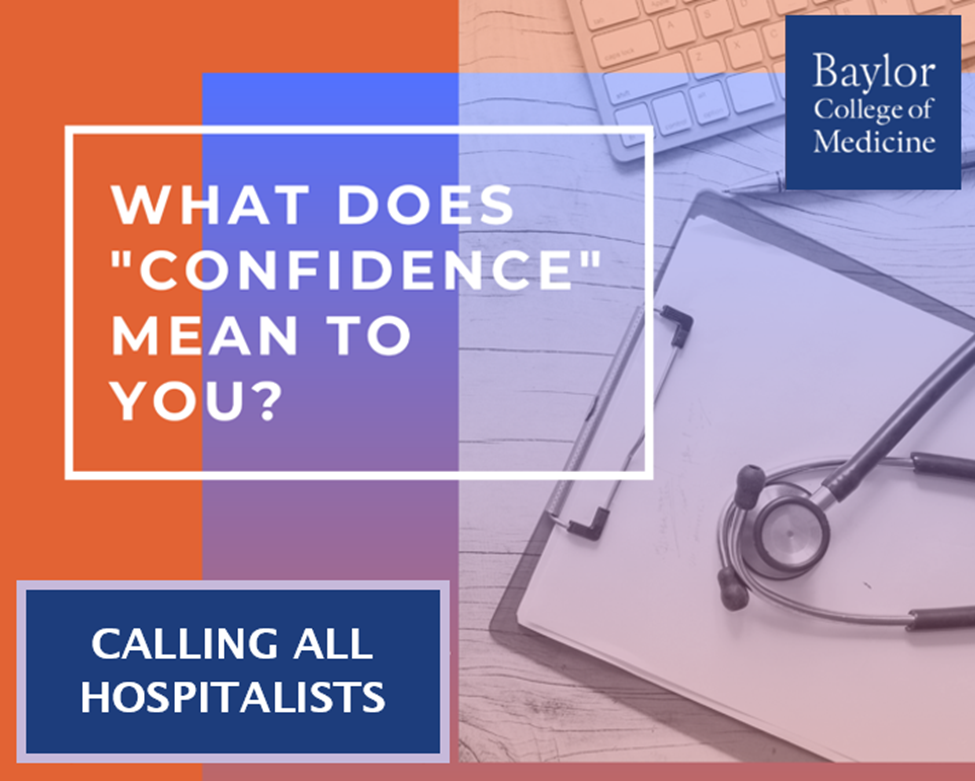 Baylor
College of
Medicine
WHAT DOES
"CONFIDENCE"
MEAN TO
YOU?
CALLING ALL
HOSPITALISTS